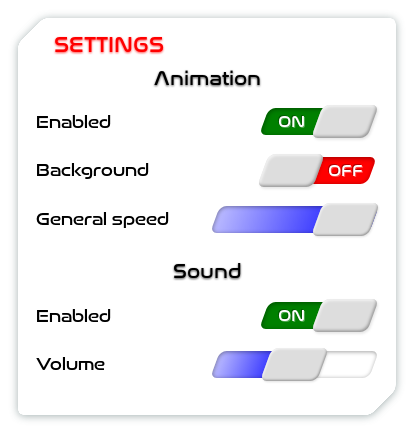 SETTINGS
Animation
Enabled ON
Background OFF
General speed
Sound
Enabled ON
Volume